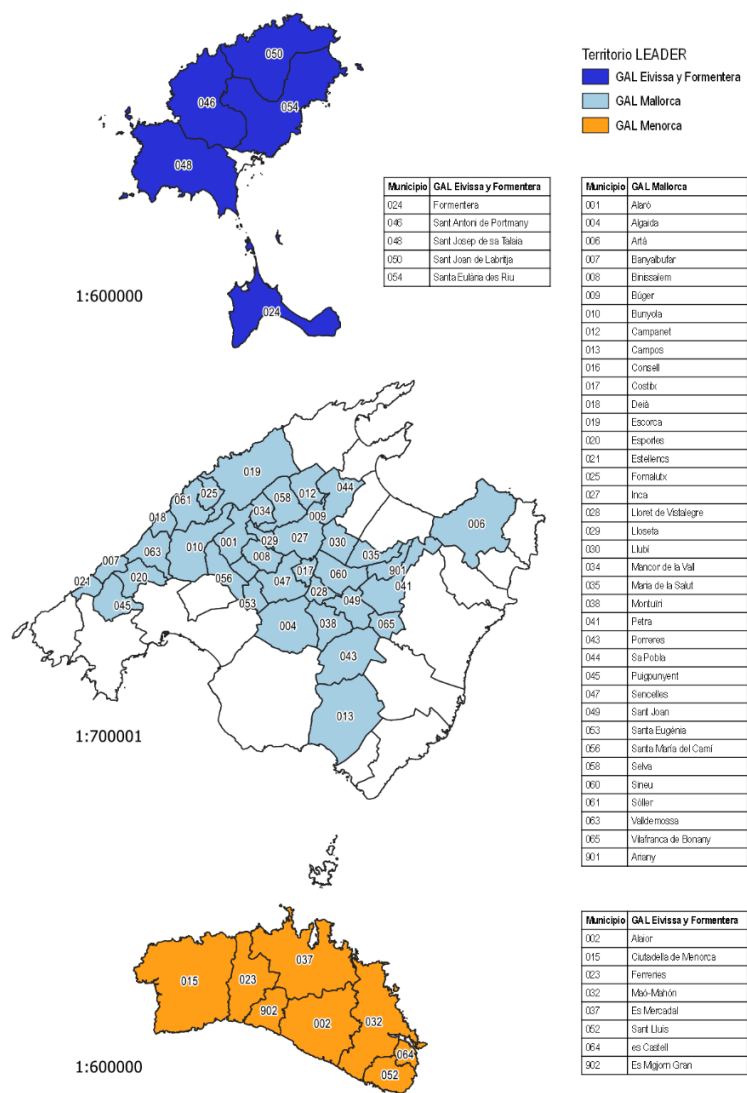 Territorio LEADER
GAL Eivissa y Formentera
GAL Mallorca
GAL Menorca
050
046
054
048
024
1:600000
Municipio GAL Eivissa y Formentera
024 Formentera
046 Sant Antoni de Portmany
048 Sant Josep de sa Talaia
050 Sant Joan de Labritja
054 Santa Eulària des Riu
Municipio GAL Mallorca
001 Alaró
004 Algaida
006 Artà
007 Banyalbufar
008 Binissalem
009 Búger
010 Bunyola
012 Campanet
013 Campos
016 Consell
017 Costitx
018 Deià
019 Escorca
020 Esporles
021 Estellencs
025 Fornalutx
027 Inca
028 Lloret de Vistalegre
029 Lloseta
030 Llubí
034 Mancor de la Vall
035 Maria de la Salut
038 Montuïri
041 Petra
043 Porreres
044 Sa Pobla
045 Puigpunyent
047 Sencelles
049 Sant Joan
053 Santa Eugènia
056 Santa María del Camí
058 Selva
060 Sineu
061 Sóller
063 Valldemossa
065 Vilafranca de Bonany
901 Ariany
019
061
025
058
012
044
034
009
018
006
001
029
027
030
063
010
008
035
007
021
020
056
047
017
060
901
041
028
049
045
053
004
038
065
043
013
1:700001
037
015
023
902
002
032
064
052
1:600000
Municipio GAL Eivissa y Formentera
002 Alaior
015 Ciutadella de Menorca
023 Ferreries
032 Maó-Mahón
037 Es Mercadal
052 Sant Lluís
064 es Castell
902 Es Migjorn Gran